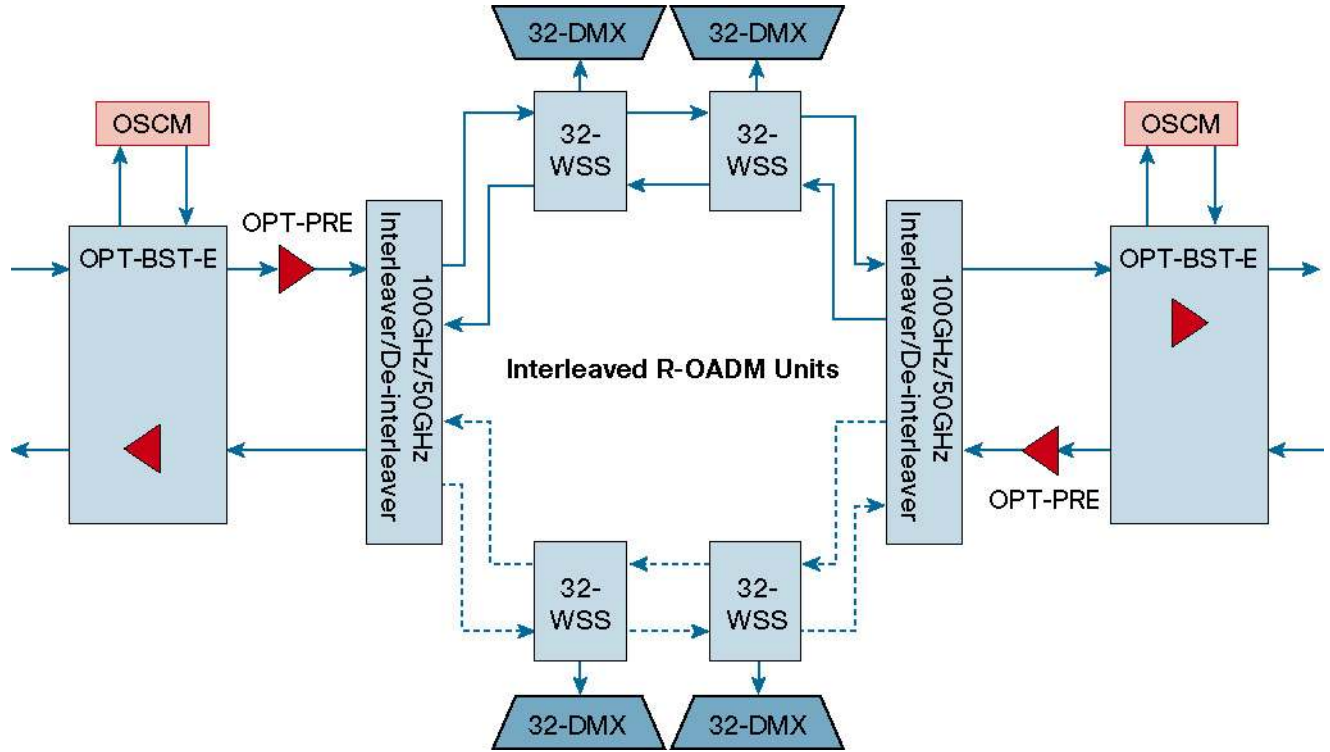 32-DMX
32-DMX
OSCM
32-
WSS
32-
WSS
OSCM
OPT-PRE
OPT-BST-E
100GHz/50GHz
Interleaver/De-interleaver
Interleaved R-OADM Units
100GHz/50GHz
Interleaver/De-interleaver
OPT-BST-E
OPT-PRE
32-
WSS
32-
WSS
32-DMX
32-DMX